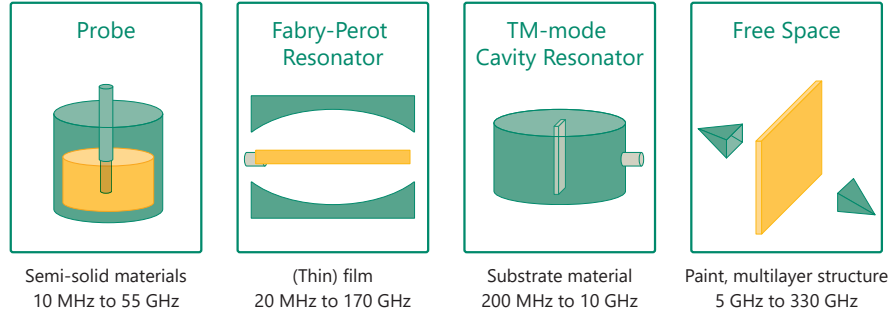 Probe
Semi-solid materials
10 MHz to 55 GHz
Fabry-Perot
Resonator
(Thin) film
20 MHz to 170 GHz
TM-mode
Cavity Resonator
Substrate material
200 MHz to 10 GHz
Free Space
Paint, multilayer structure
5 GHz to 330 GHz